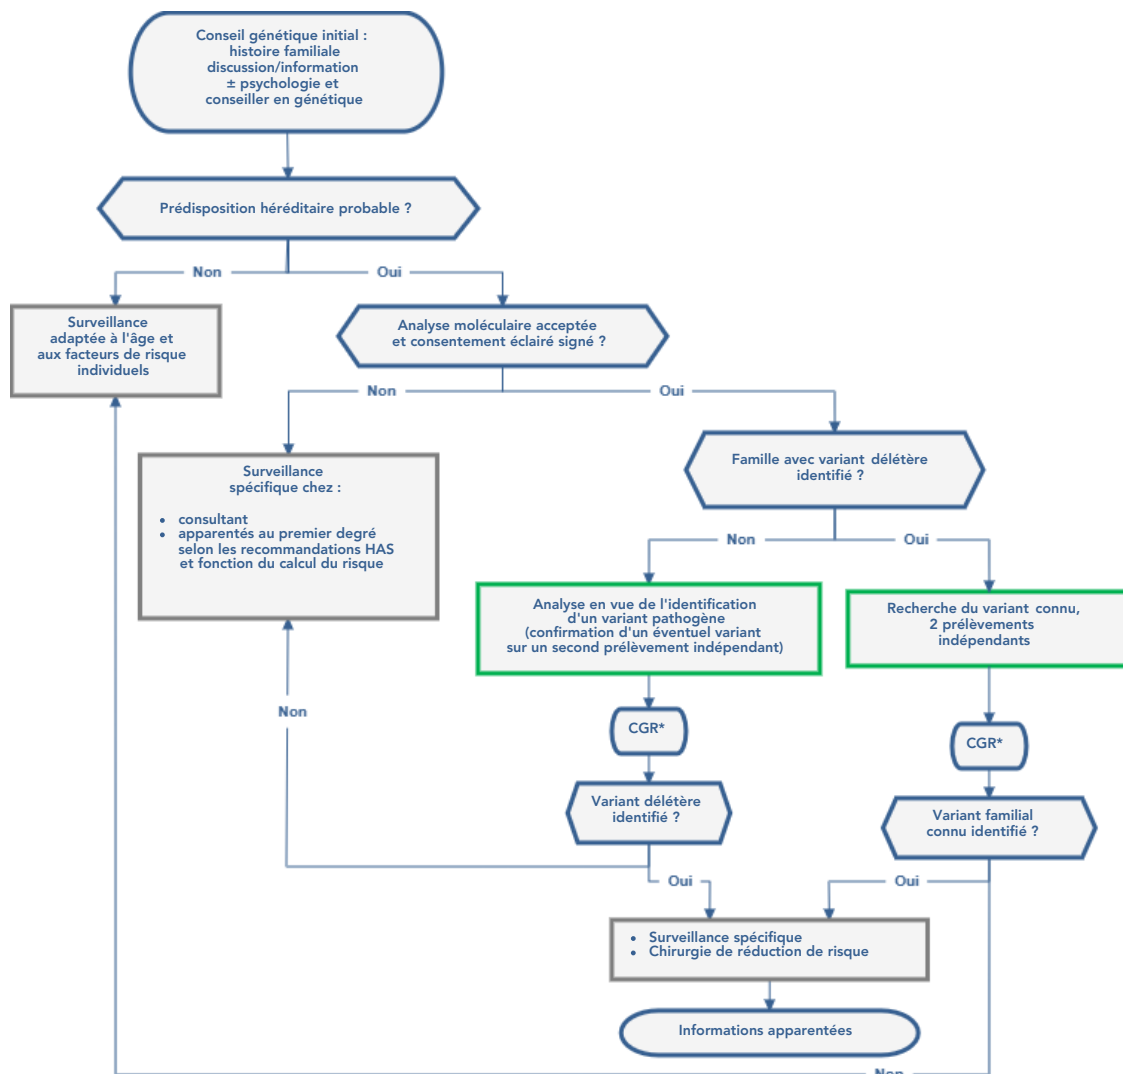 Conseil génétique initial :
histoire familiale
discussion/information
± psychologie et
conseiller en génétique
Prédisposition héréditaire probable ?
Non
Oui
Surveillance
adaptée à l'âge et
aux facteurs de risque
individuels
Analyse moléculaire acceptée
et consentement éclairé signé ?
Non
Oui
Surveillance
spécifique chez :
• consultant
• apparentés au premier degré
selon les recommandations HAS
et fonction du calcul du risque
Famille avec variant délétère
identifié ?
Non
Oui
Analyse en vue de l'identification
d'un variant pathogène
(confirmation d'un éventuel variant
sur un second prélèvement indépendant)
Recherche du variant connu,
2 prélèvements
indépendants
Non
CGR*
CGR*
Variant délétère
identifié ?
Variant familial
connu identifié ?
Oui
Oui
• Surveillance spécifique
• Chirurgie de réduction de risque
Informations apparentées
Non